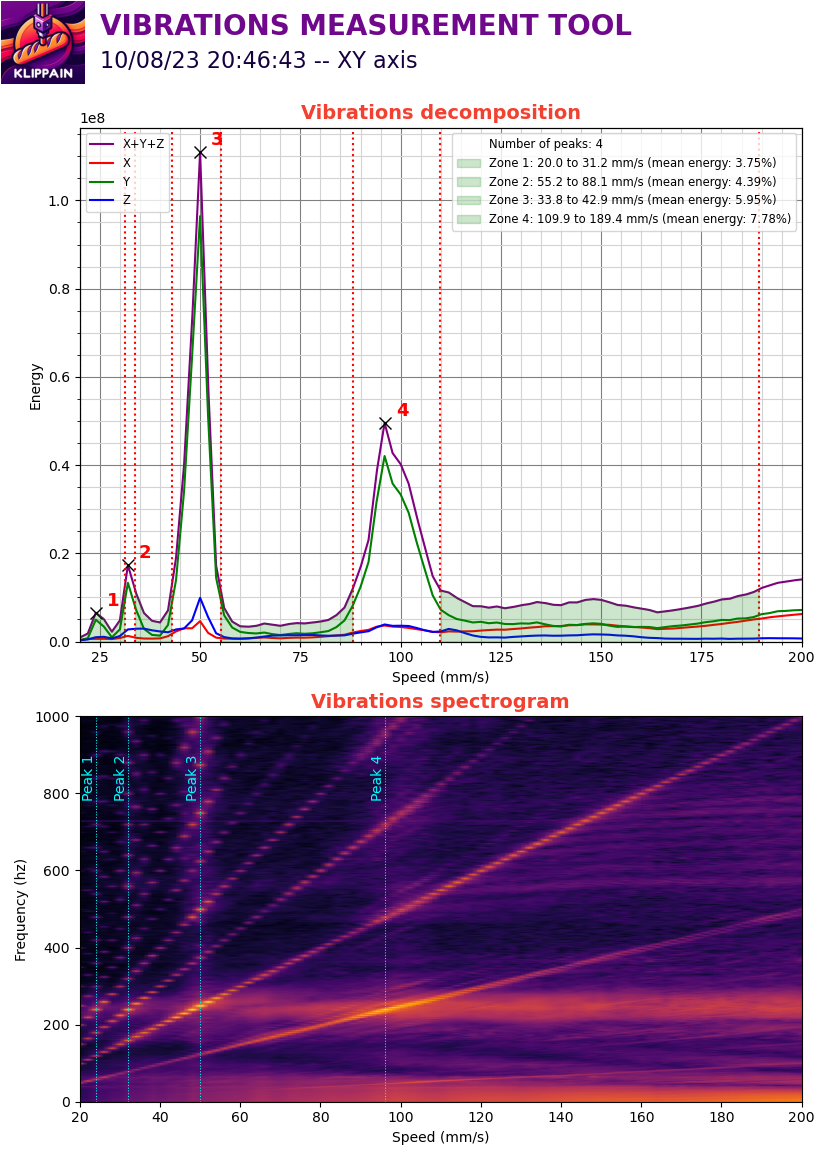 KLIPPAIN
VIBRATIONS MEASUREMENT TOOL
10/08/23 20:46:43 -- XY axis
Vibrations decomposition
1e8
X+Y+Z
X
Y
Z
Number of peaks: 4
Zone 1: 20.0 to 31.2 mm/s (mean energy: 3.75%)
Zone 2: 55.2 to 88.1 mm/s (mean energy: 4.39%)
Zone 3: 33.8 to 42.9 mm/s (mean energy: 5.95%)
Zone 4: 109.9 to 189.4 mm/s (mean energy: 7.78%)
1
2
3
4
Energy
1.0
0.8
0.6
0.4
0.2
0.0
25 50 75 100 125 150 175 200
Speed (mm/s)
Vibrations spectrogram
Peak 1
Peak 2
Peak 3
Peak 4
Frequency (hz)
1000
800
600
400
200
0
20 40 60 80 100 120 140 160 180 200
Speed (mm/s)